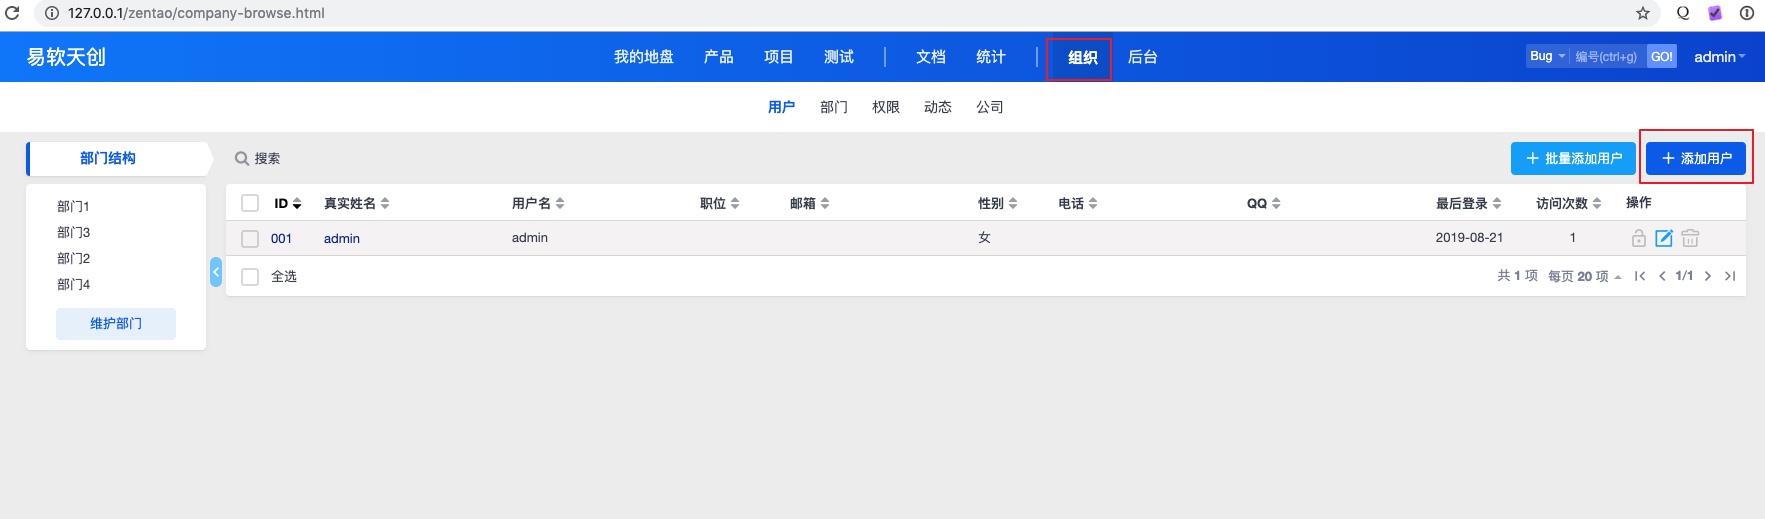 127.0.0.1/zentao/company-browse.html
易软天创 我的地盘 产品 项目 测试 文档 统计 组织 后台 Bug 编号(ctrl+g) GO! admin
用户 部门 权限 动态 公司
部门结构 搜索 批量添加用户 添加用户
ID 真实姓名 用户名 职位 邮箱 性别 电话 QQ 最后登录 访问次数 操作
001 admin admin 女 2019-08-21 1
全选 共 1 项 每页 20 项 1/1
部门1
部门3
部门2
部门4
维护部门